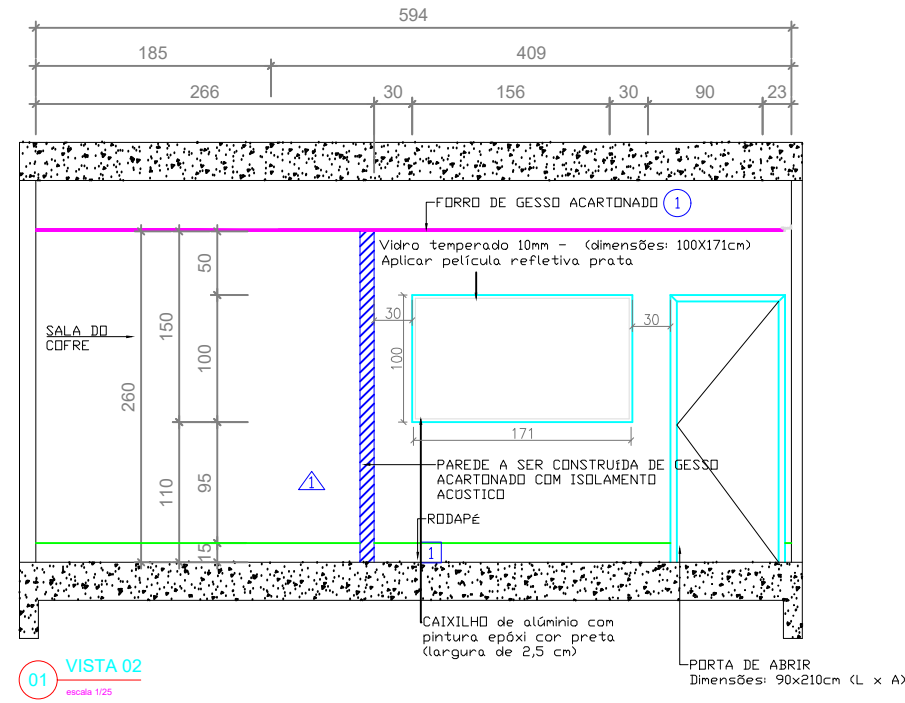 594
185
409
266
30
156
30
90
23
FORRO DE GESSO ACARTONADO
1
Vidro temperado 10mm - (dimensões: 100X171cm)
Aplicar película refletiva prata
50
150
100
260
SALA DO
COFRE
30
30
100
171
PAREDE A SER CONSTRUÍDA DE GESSO
ACARTONADO COM ISOLAMENTO
ACÚSTICO
1
110
95
RODAPÉ
1
15
CAIXILHO de alúminio com
pintura epóxi cor preta
(largura de 2,5 cm)
PORTA DE ABRIR
Dimensões: 90x210cm (L x A)
01
VISTA 02
escala 1/25